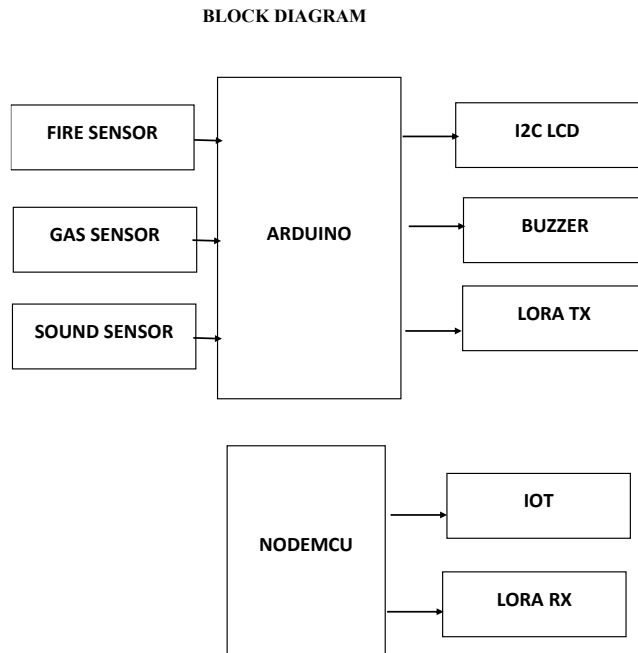 BLOCK DIAGRAM
FIRE SENSOR
GAS SENSOR
SOUND SENSOR
ARDUINO
I2C LCD
BUZZER
LORA TX
NODEMCU
IOT
LORA RX